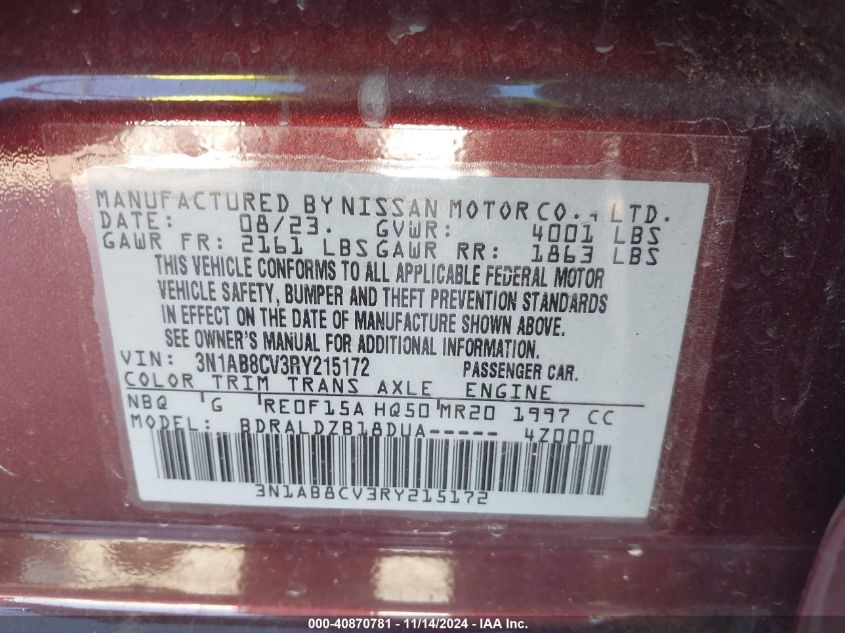 MANUFACTURED BY NISSAN MOTOR CO., LTD.
DATE: 08/23. GVWR: 4001 LBS
GAWR FR: 2161 LBS GAWR RR: 1863 LBS
THIS VEHICLE CONFORMS TO ALL APPLICABLE FEDERAL MOTOR
VEHICLE SAFETY, BUMPER AND THEFT PREVENTION STANDARDS
IN EFFECT ON THE DATE OF MANUFACTURE SHOWN ABOVE.
SEE OWNER'S MANUAL FOR ADDITIONAL INFORMATION.
VIN: 3N1AB8CV3RY215172 PASSENGER CAR.
COLOR TRIM TRANS AXLE ENGINE
NBQ G RE0F15A HQ50 MR20 1997 CC
MODEL: BDRALDZB18DUA----- 4Z000
3N1AB8CV3RY215172
000-40870781 - 11/14/2024 - IAAI.com